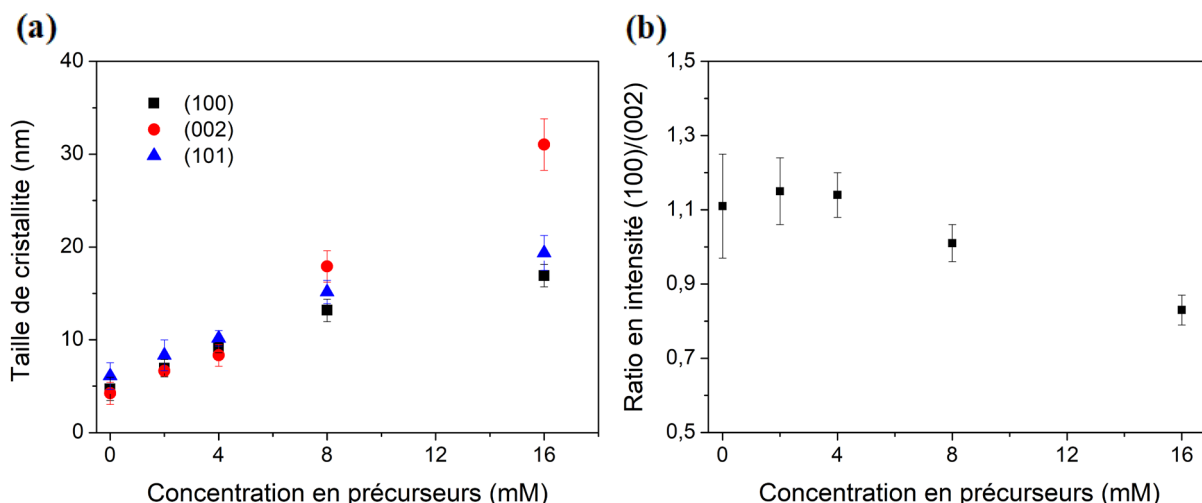 (a)
40
30
20
10
0
Taille de cristallite (nm)
(100)
(002)
(101)
0 4 8 12 16
Concentration en précurseurs (mM)
(b)
1,5
1,3
1,1
0,9
0,7
0,5
Ratio en intensité (100)/(002)
0 4 8 12 16
Concentration en précurseurs (mM)